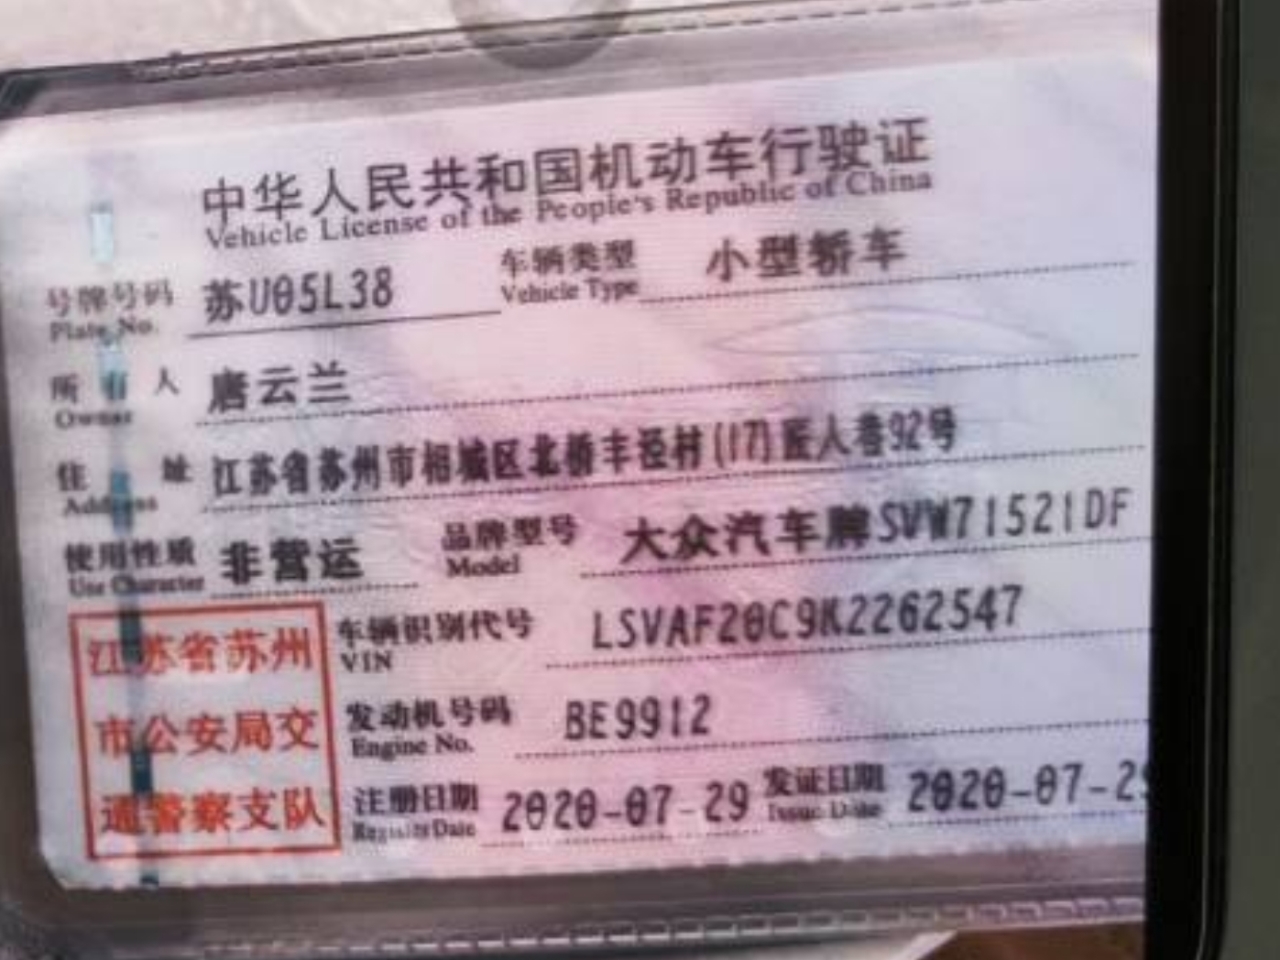 中华人民共和国机动车行驶证
Vehicle License of the People's Republic of China
号牌号码 苏U05L38 车辆类型 小型轿车
Plate No. Vehicle Type
所有人 唐云兰
Owner
住址 江苏省苏州市相城区北桥丰泾村(17)匠人巷92号
Address
使用性质 非营运 品牌型号 大众汽车牌SVW71521DF
Use Character Model
江苏省苏州 车辆识别代号 LSVAF20C9K2262547
VIN
市公安局交 发动机号码 BE9912
Engine No.
通警察支队 注册日期 2020-07-29 发证日期 2020-07-29
Register Date Issue Date